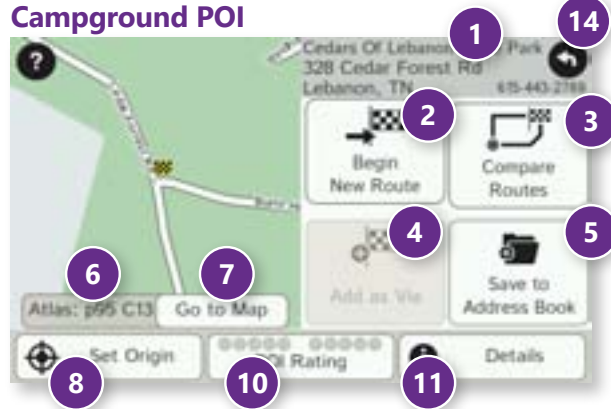 Campground POI
1
14
?
Cedars Of Lebanon Park
328 Cedar Forest Rd
Lebanon, TN 615-443-2769
2
3
Begin
New Route
Compare
Routes
4
5
6
7
Add as Via
Save to
Address Book
Atlas: p95 C13
Go to Map
Set Origin
POI Rating
Details
8
10
11